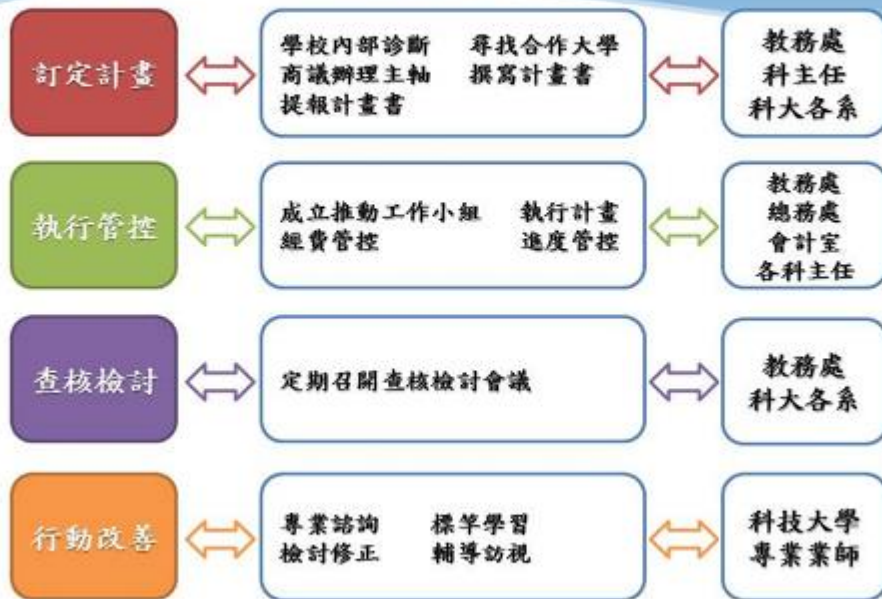 訂定計畫
學校內部診斷 尋找合作大學
商議辦理主軸 撰寫計畫書
提報計畫書
教務處
科主任
科大各系
執行管控
成立推動工作小組 執行計畫
經費管控 進度管控
教務處
總務處
會計室
各科主任
查核檢討
定期召開查核檢討會議
教務處
科大各系
行動改善
專業諮詢 標竿學習
檢討修正 輔導訪視
科技大學
專業業師